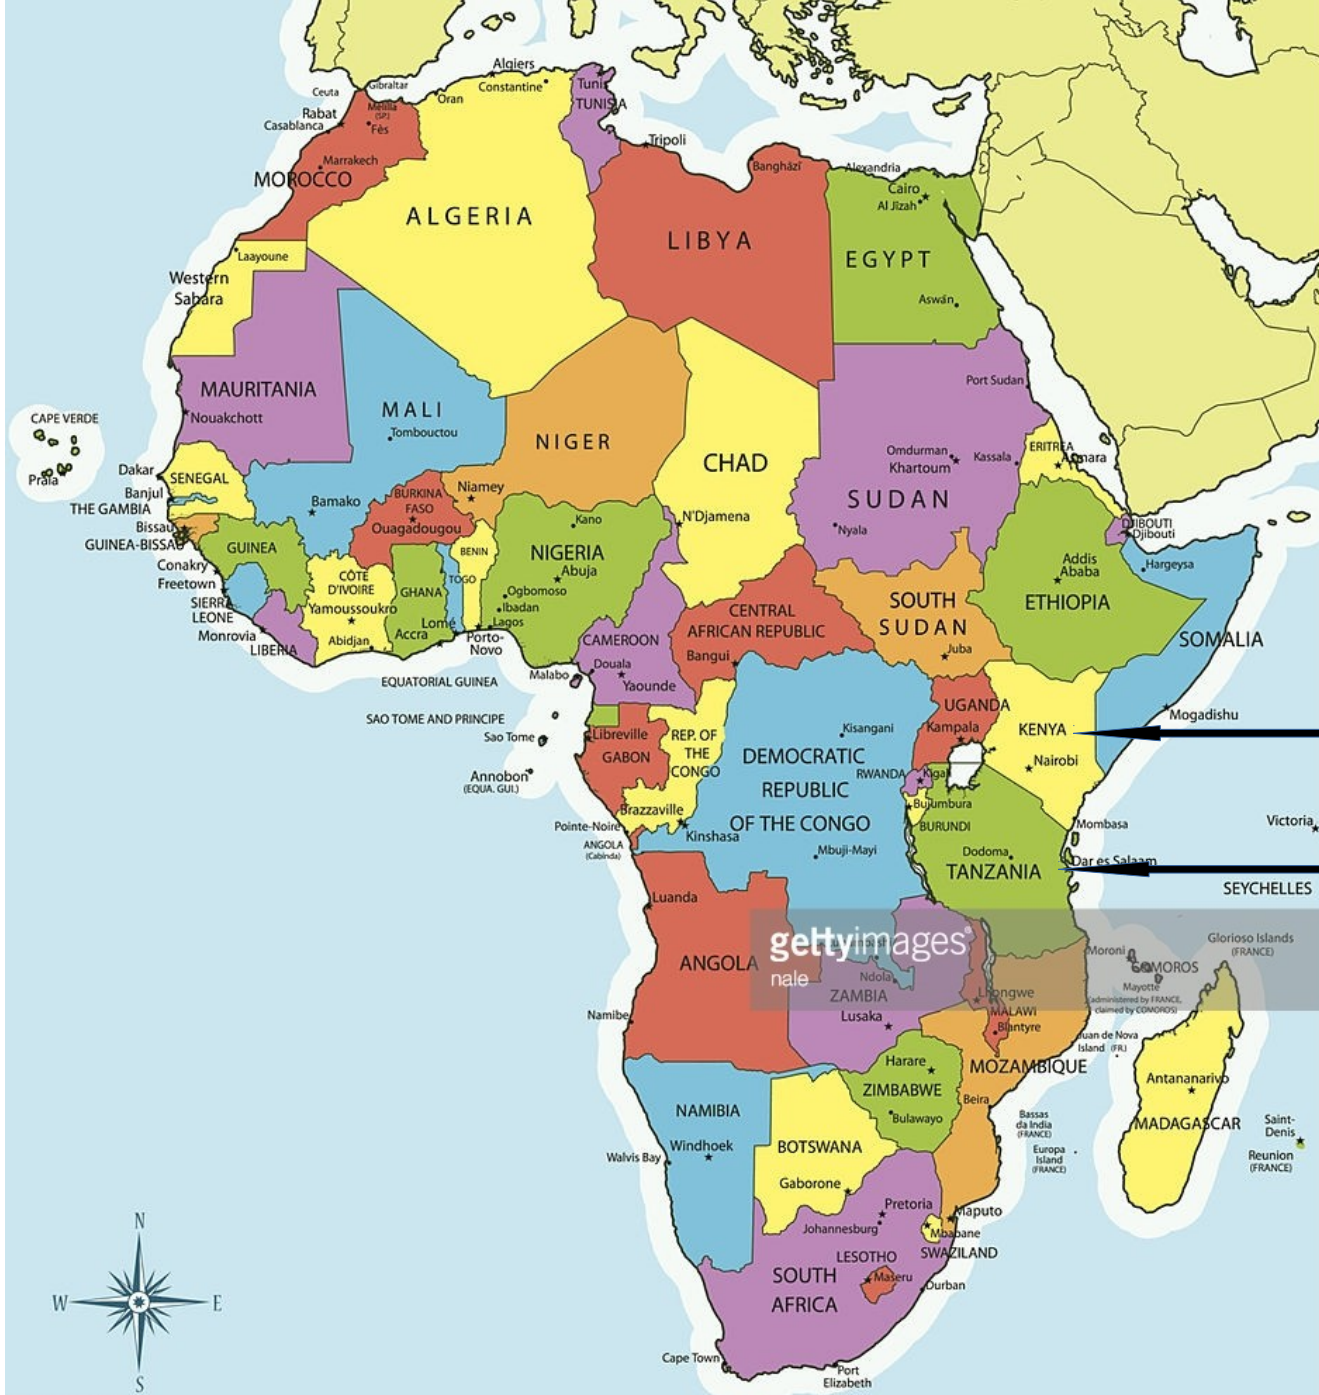 Algiers
Constantine
Oran
Tunis
TUNISIA
Ceuta
Gibraltar
Melilla
(SP.)
Rabat
Casablanca
Fès
Marrakech
MOROCCO
Tripoli
Banghāzī
Alexandria
Cairo
Al Jīzah
ALGERIA
LIBYA
EGYPT
Aswān
Laayoune
Western
Sahara
MAURITANIA
Nouakchott
MALI
Tombouctou
NIGER
CHAD
Port Sudan
Omdurman
Khartoum
Kassala
SUDAN
Nyala
ERITREA
Asmara
CAPE VERDE
Praia
Dakar
SENEGAL
Banjul
THE GAMBIA
Bissau
GUINEA-BISSAU
Bamako
BURKINA
FASO
Ouagadougou
Niamey
N'Djamena
Kano
NIGERIA
Abuja
Ogbomoso
Ibadan
Lagos
BENIN
TOGO
GHANA
GUINEA
Conakry
Freetown
SIERRA
LEONE
Monrovia
LIBERIA
CÔTE
D'IVOIRE
Yamoussoukro
Abidjan
Accra
Lomé
Porto-
Novo
DJIBOUTI
Djibouti
Addis
Ababa
Hargeysa
ETHIOPIA
SOMALIA
Mogadishu
SOUTH
SUDAN
Juba
CENTRAL
AFRICAN REPUBLIC
Bangui
CAMEROON
Douala
Yaounde
Malabo
EQUATORIAL GUINEA
SAO TOME AND PRINCIPE
Sao Tome
Annobon
(EQUA. GUI.)
Libreville
GABON
REP. OF
THE
CONGO
Brazzaville
Kinshasa
Pointe-Noire
ANGOLA
(Cabinda)
Kisangani
DEMOCRATIC
REPUBLIC
OF THE CONGO
Mbuji-Mayi
UGANDA
Kampala
KENYA
Nairobi
RWANDA
Kigali
Bujumbura
BURUNDI
Mombasa
Dodoma
TANZANIA
Dar es Salaam
Victoria
SEYCHELLES
Luanda
ANGOLA
Namibe
gettyimages
nale
Ndola
ZAMBIA
Lusaka
Lilongwe
MALAWI
Blantyre
Moroni
COMOROS
Mayotte
(administered by FRANCE,
claimed by COMOROS)
Glorioso Islands
(FRANCE)
Juan de Nova
Island (FR.)
MOZAMBIQUE
Harare
ZIMBABWE
Bulawayo
Beira
Bassas
da India
(FRANCE)
Europa
Island
(FRANCE)
Antananarivo
MADAGASCAR
Saint-
Denis
Reunion
(FRANCE)
NAMIBIA
Windhoek
Walvis Bay
BOTSWANA
Gaborone
Pretoria
Johannesburg
Maputo
Mbabane
SWAZILAND
LESOTHO
Maseru
Durban
SOUTH
AFRICA
Cape Town
Port
Elizabeth
N
W
E
S